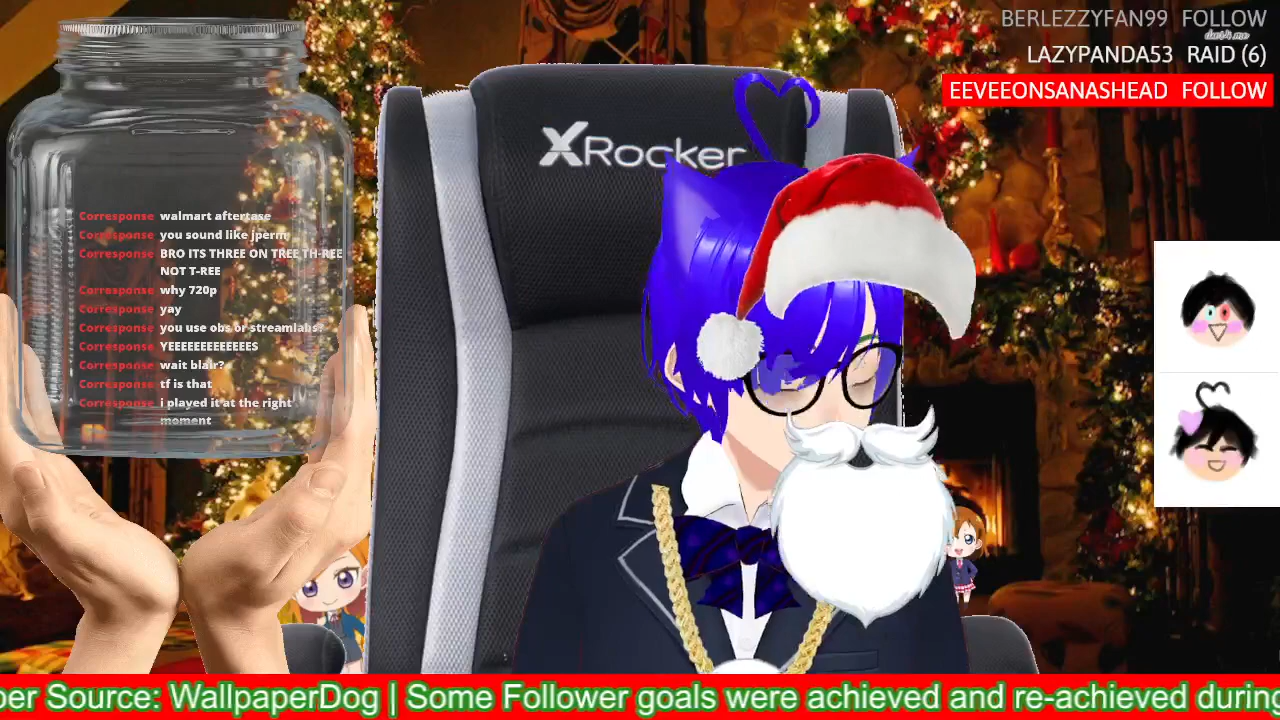 BERLEZZYFAN99 FOLLOW
LAZYPANDA53 RAID (6)
EEVEEONSANASHEAD FOLLOW
XRocker
Corresponse walmart aftertase
Corresponse you sound like jperm
Corresponse BRO ITS THREE ON TREE TH-REE
NOT T-REE
Corresponse why 720p
Corresponse yay
Corresponse you use obs or streamlabs?
Corresponse YEEEEEEEEEEEES
Corresponse wait blair?
Corresponse tf is that
Corresponse i played it at the right
moment
per Source: WallpaperDog | Some Follower goals were achieved and re-achieved during